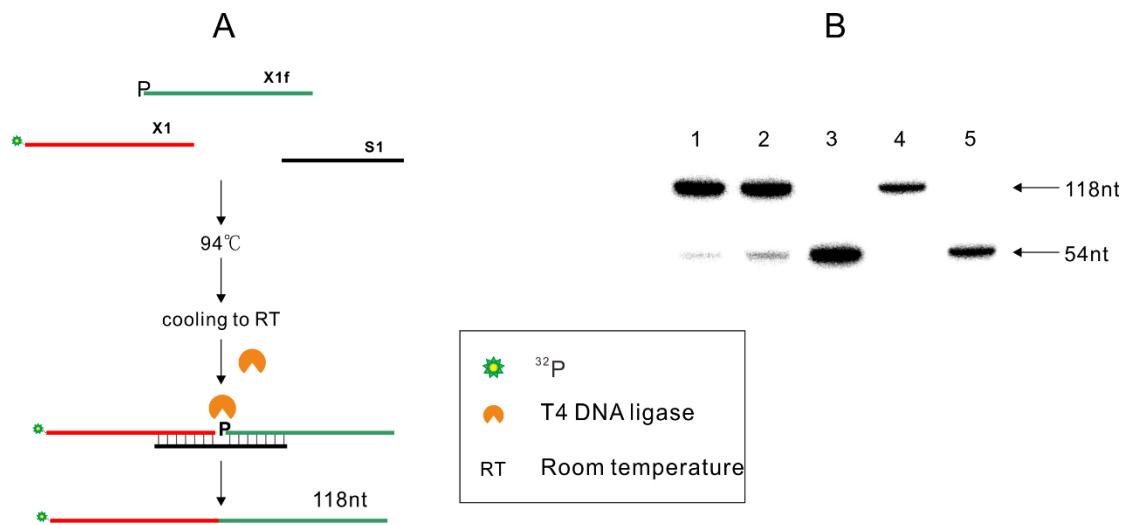 A
P
X1f
X1
S1
94℃
cooling to RT
P
118nt
B
1 2 3 4 5
118nt
54nt
³²P
T4 DNA ligase
RT Room temperature